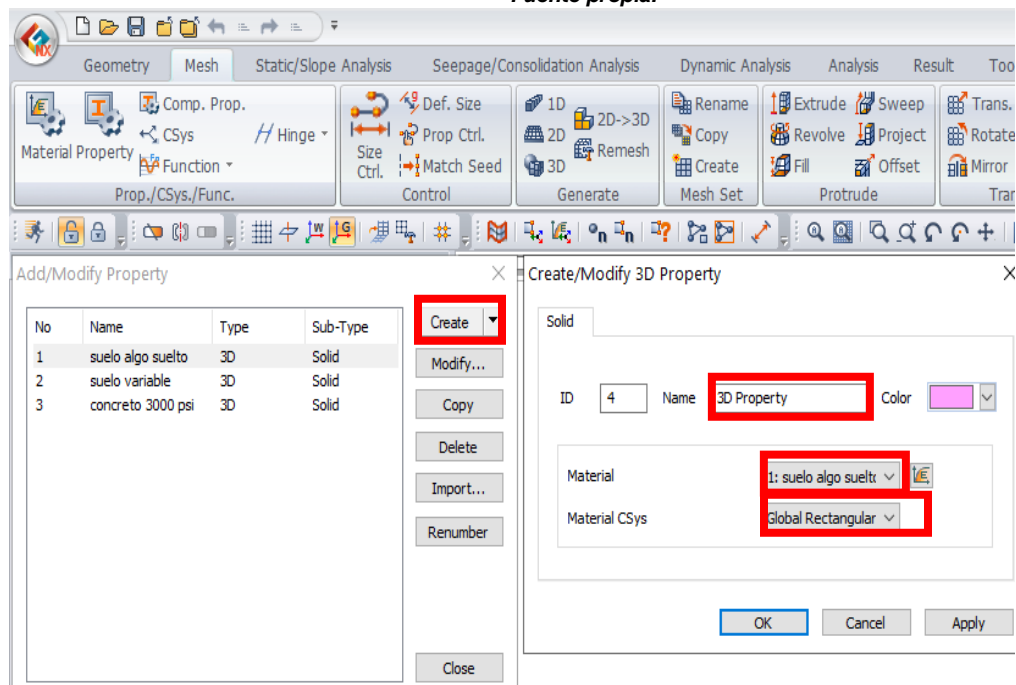 Fuente propia.
NX
Geometry Mesh Static/Slope Analysis Seepage/Consolidation Analysis Dynamic Analysis Analysis Result Too
Material Property
Comp. Prop.
CSys
Function
Hinge
Prop./CSys./Func.
Size Ctrl.
Def. Size
Prop Ctrl.
Match Seed
Control
1D
2D
3D
2D->3D
Remesh
Generate
Rename
Copy
Create
Mesh Set
Extrude Sweep
Revolve Project
Fill Offset
Protrude
Trans.
Rotate
Mirror
Tran
Add/Modify Property
No Name Type Sub-Type
1 suelo algo suelto 3D Solid
2 suelo variable 3D Solid
3 concreto 3000 psi 3D Solid
Create
Modify...
Copy
Delete
Import...
Renumber
Close
Create/Modify 3D Property
Solid
ID 4 Name 3D Property Color
Material 1: suelo algo suelto
Material CSys Global Rectangular
OK Cancel Apply